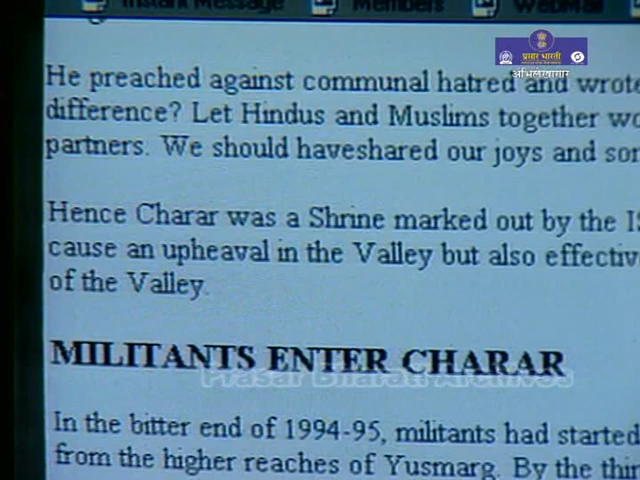 Instant Message Members WebMail
प्रसार भारती
अभिलेखागार
He preached against communal hatred and wrote
difference? Let Hindus and Muslims together wo
partners. We should haveshared our joys and sor
Hence Charar was a Shrine marked out by the IS
cause an upheaval in the Valley but also effective
of the Valley.
MILITANTS ENTER CHARAR
Prasar Bharati Archives
In the bitter end of 1994-95, militants had started
from the higher reaches of Yusmarg. By the thir